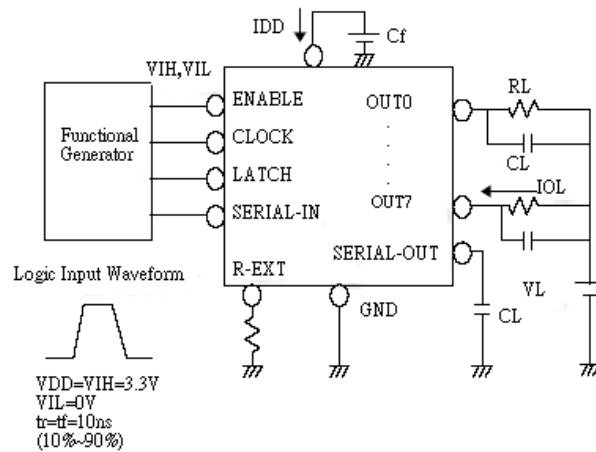 IDD
Cf
VIH,VIL
Functional
Generator
ENABLE
CLOCK
LATCH
SERIAL-IN
R-EXT
OUT0
OUT7
SERIAL-OUT
GND
RL
CL
IOL
VL
CL
Logic Input Waveform
VDD=VIH=3.3V
VIL=0V
tr=tf=10ns
(10%~90%)